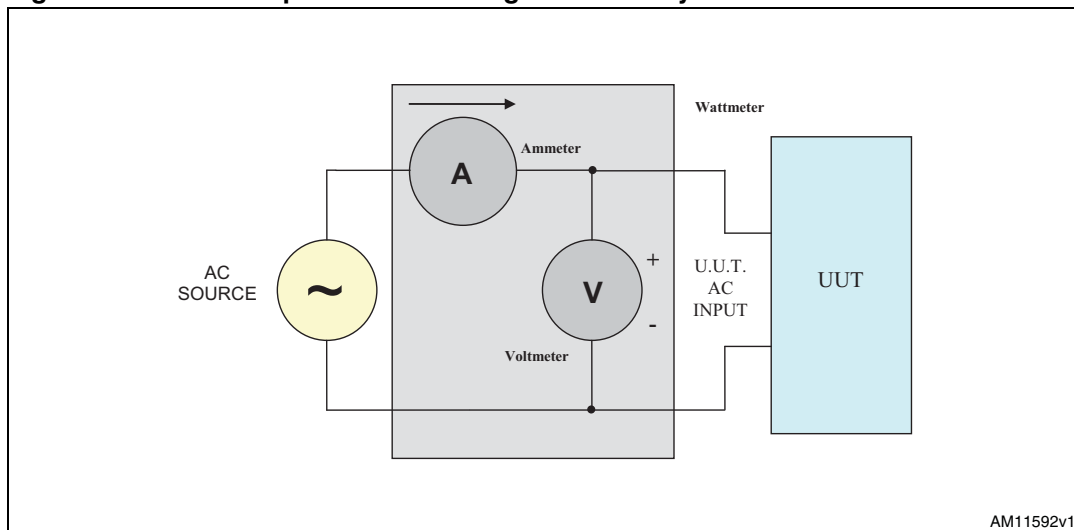 Wattmeter
Ammeter
A
AC
SOURCE
~
V
+
-
U.U.T.
AC
INPUT
UUT
Voltmeter
AM11592v1